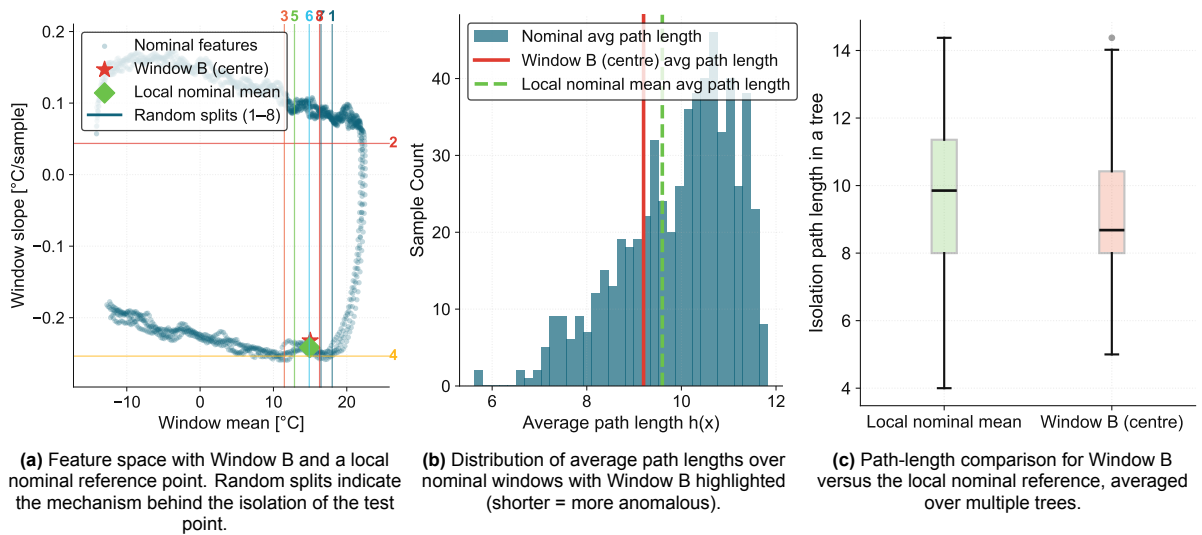 3 5 6 8 7 1
0.2
0.1
0.0
−0.1
−0.2
Window slope [°C/sample]
Nominal features
Window B (centre)
Local nominal mean
Random splits (1–8)
2
4
−10 0 10 20
Window mean [°C]
(a) Feature space with Window B and a local
nominal reference point. Random splits indicate
the mechanism behind the isolation of the test
point.
40
30
20
10
0
Sample Count
Nominal avg path length
Window B (centre) avg path length
Local nominal mean avg path length
6 8 10 12
Average path length h(x)
(b) Distribution of average path lengths over
nominal windows with Window B highlighted
(shorter = more anomalous).
14
12
10
8
6
4
Isolation path length in a tree
Local nominal mean Window B (centre)
(c) Path-length comparison for Window B
versus the local nominal reference, averaged
over multiple trees.